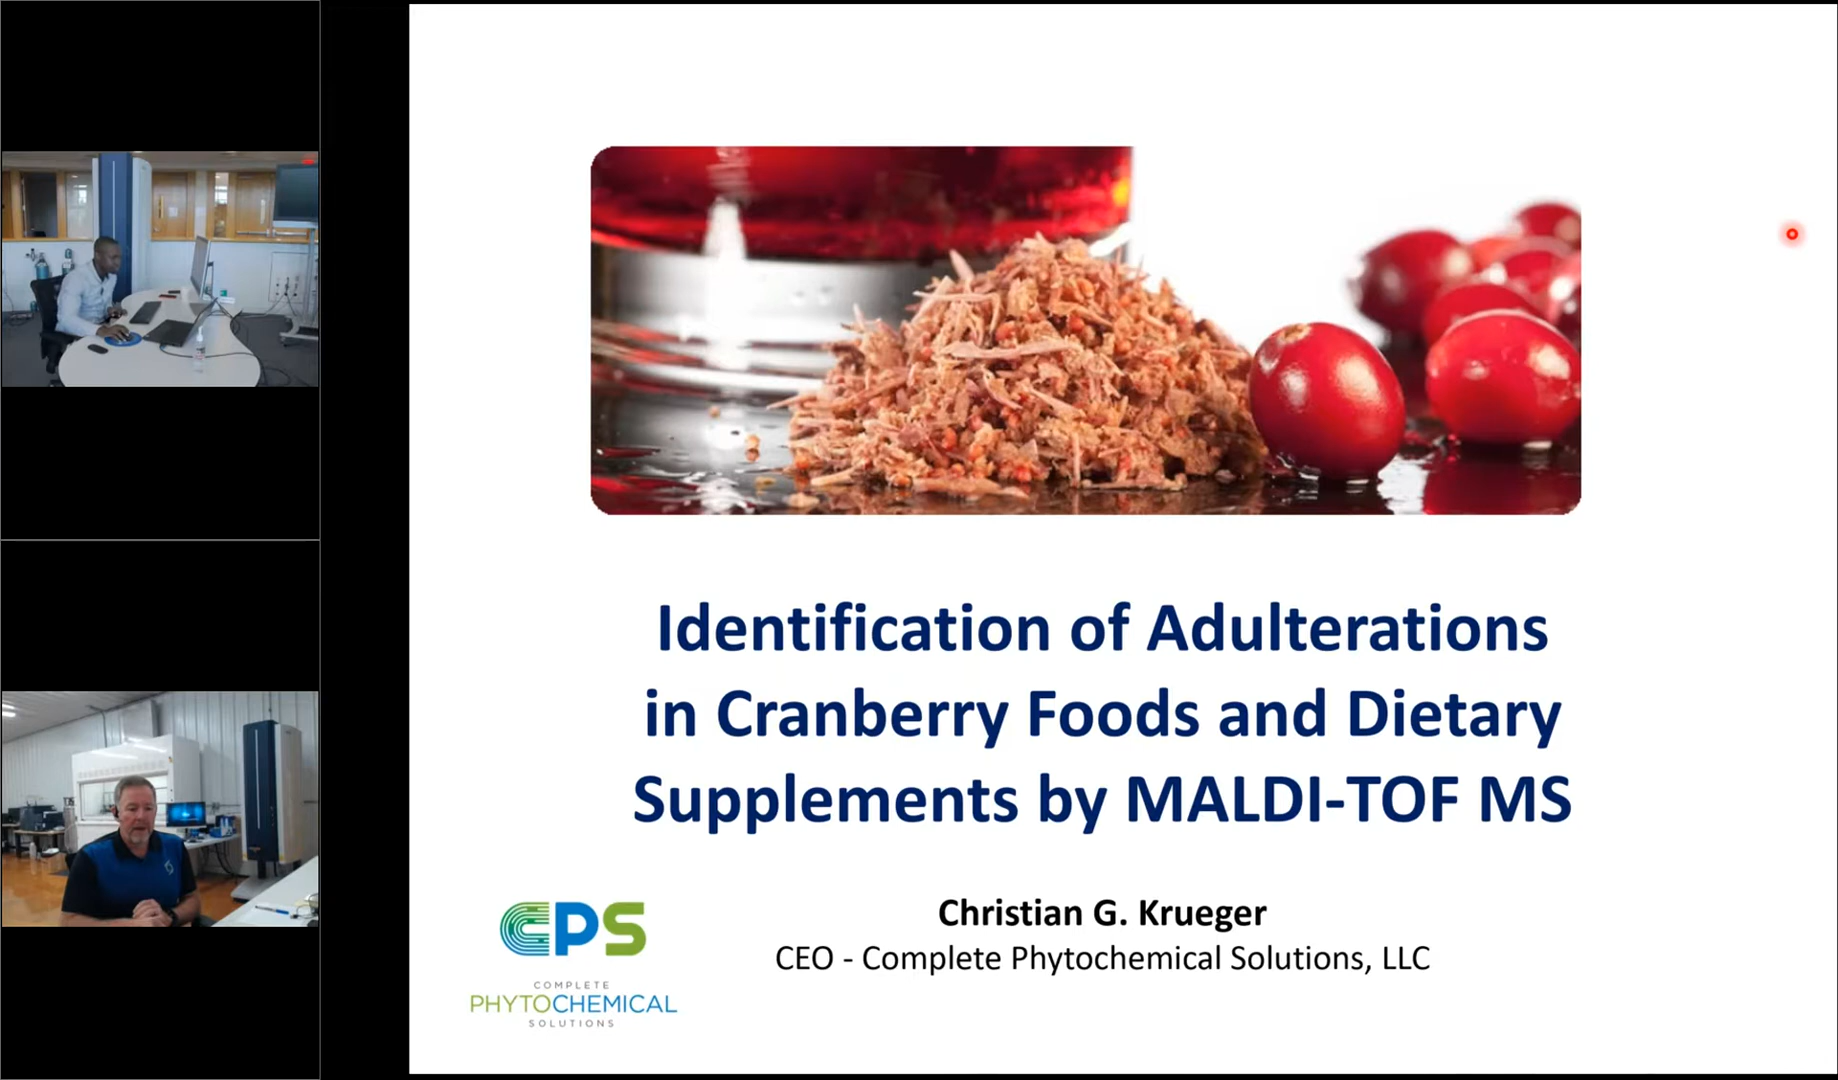 Identification of Adulterations
in Cranberry Foods and Dietary
Supplements by MALDI-TOF MS
Christian G. Krueger
CEO - Complete Phytochemical Solutions, LLC
CPS
COMPLETE
PHYTOCHEMICAL
SOLUTIONS